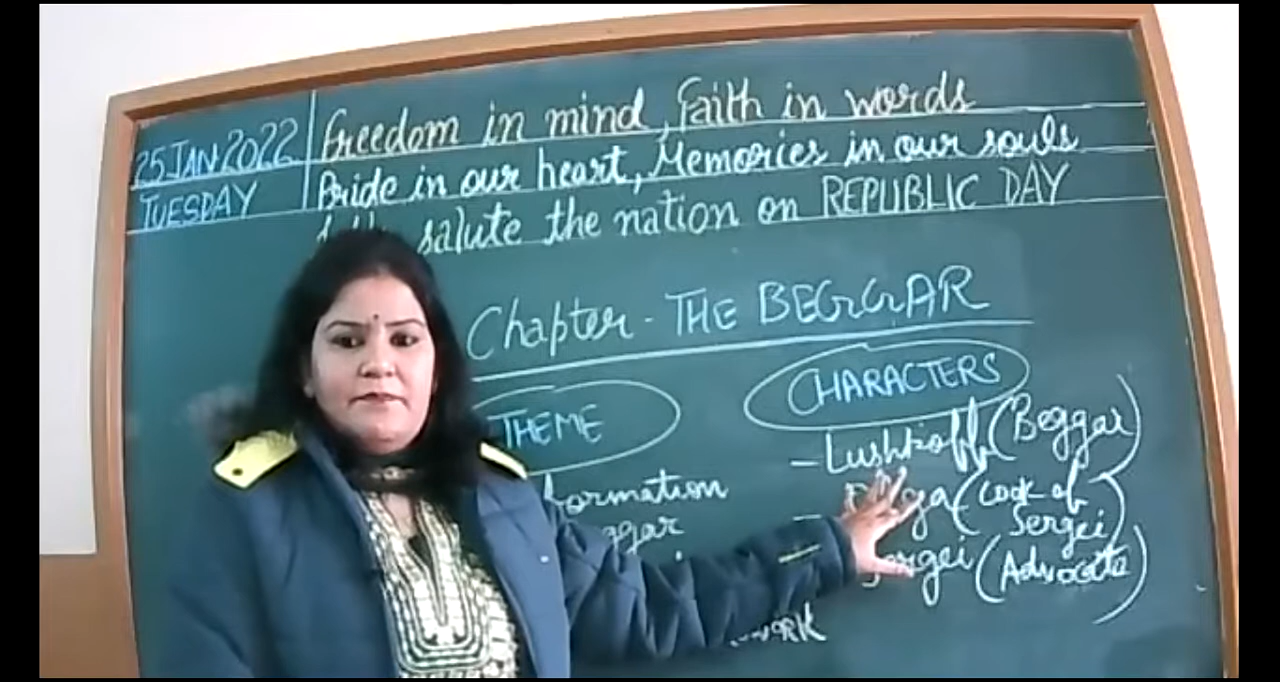 25 JAN 2022
TUESDAY
Freedom in mind, Faith in words
Pride in our heart, Memories in our souls
salute the nation on REPUBLIC DAY
Chapter - THE BEGGAR
THEME
CHARACTERS
- Lushkoff (Beggar)
(Cook of Sergei)
Sergei (Advocate)